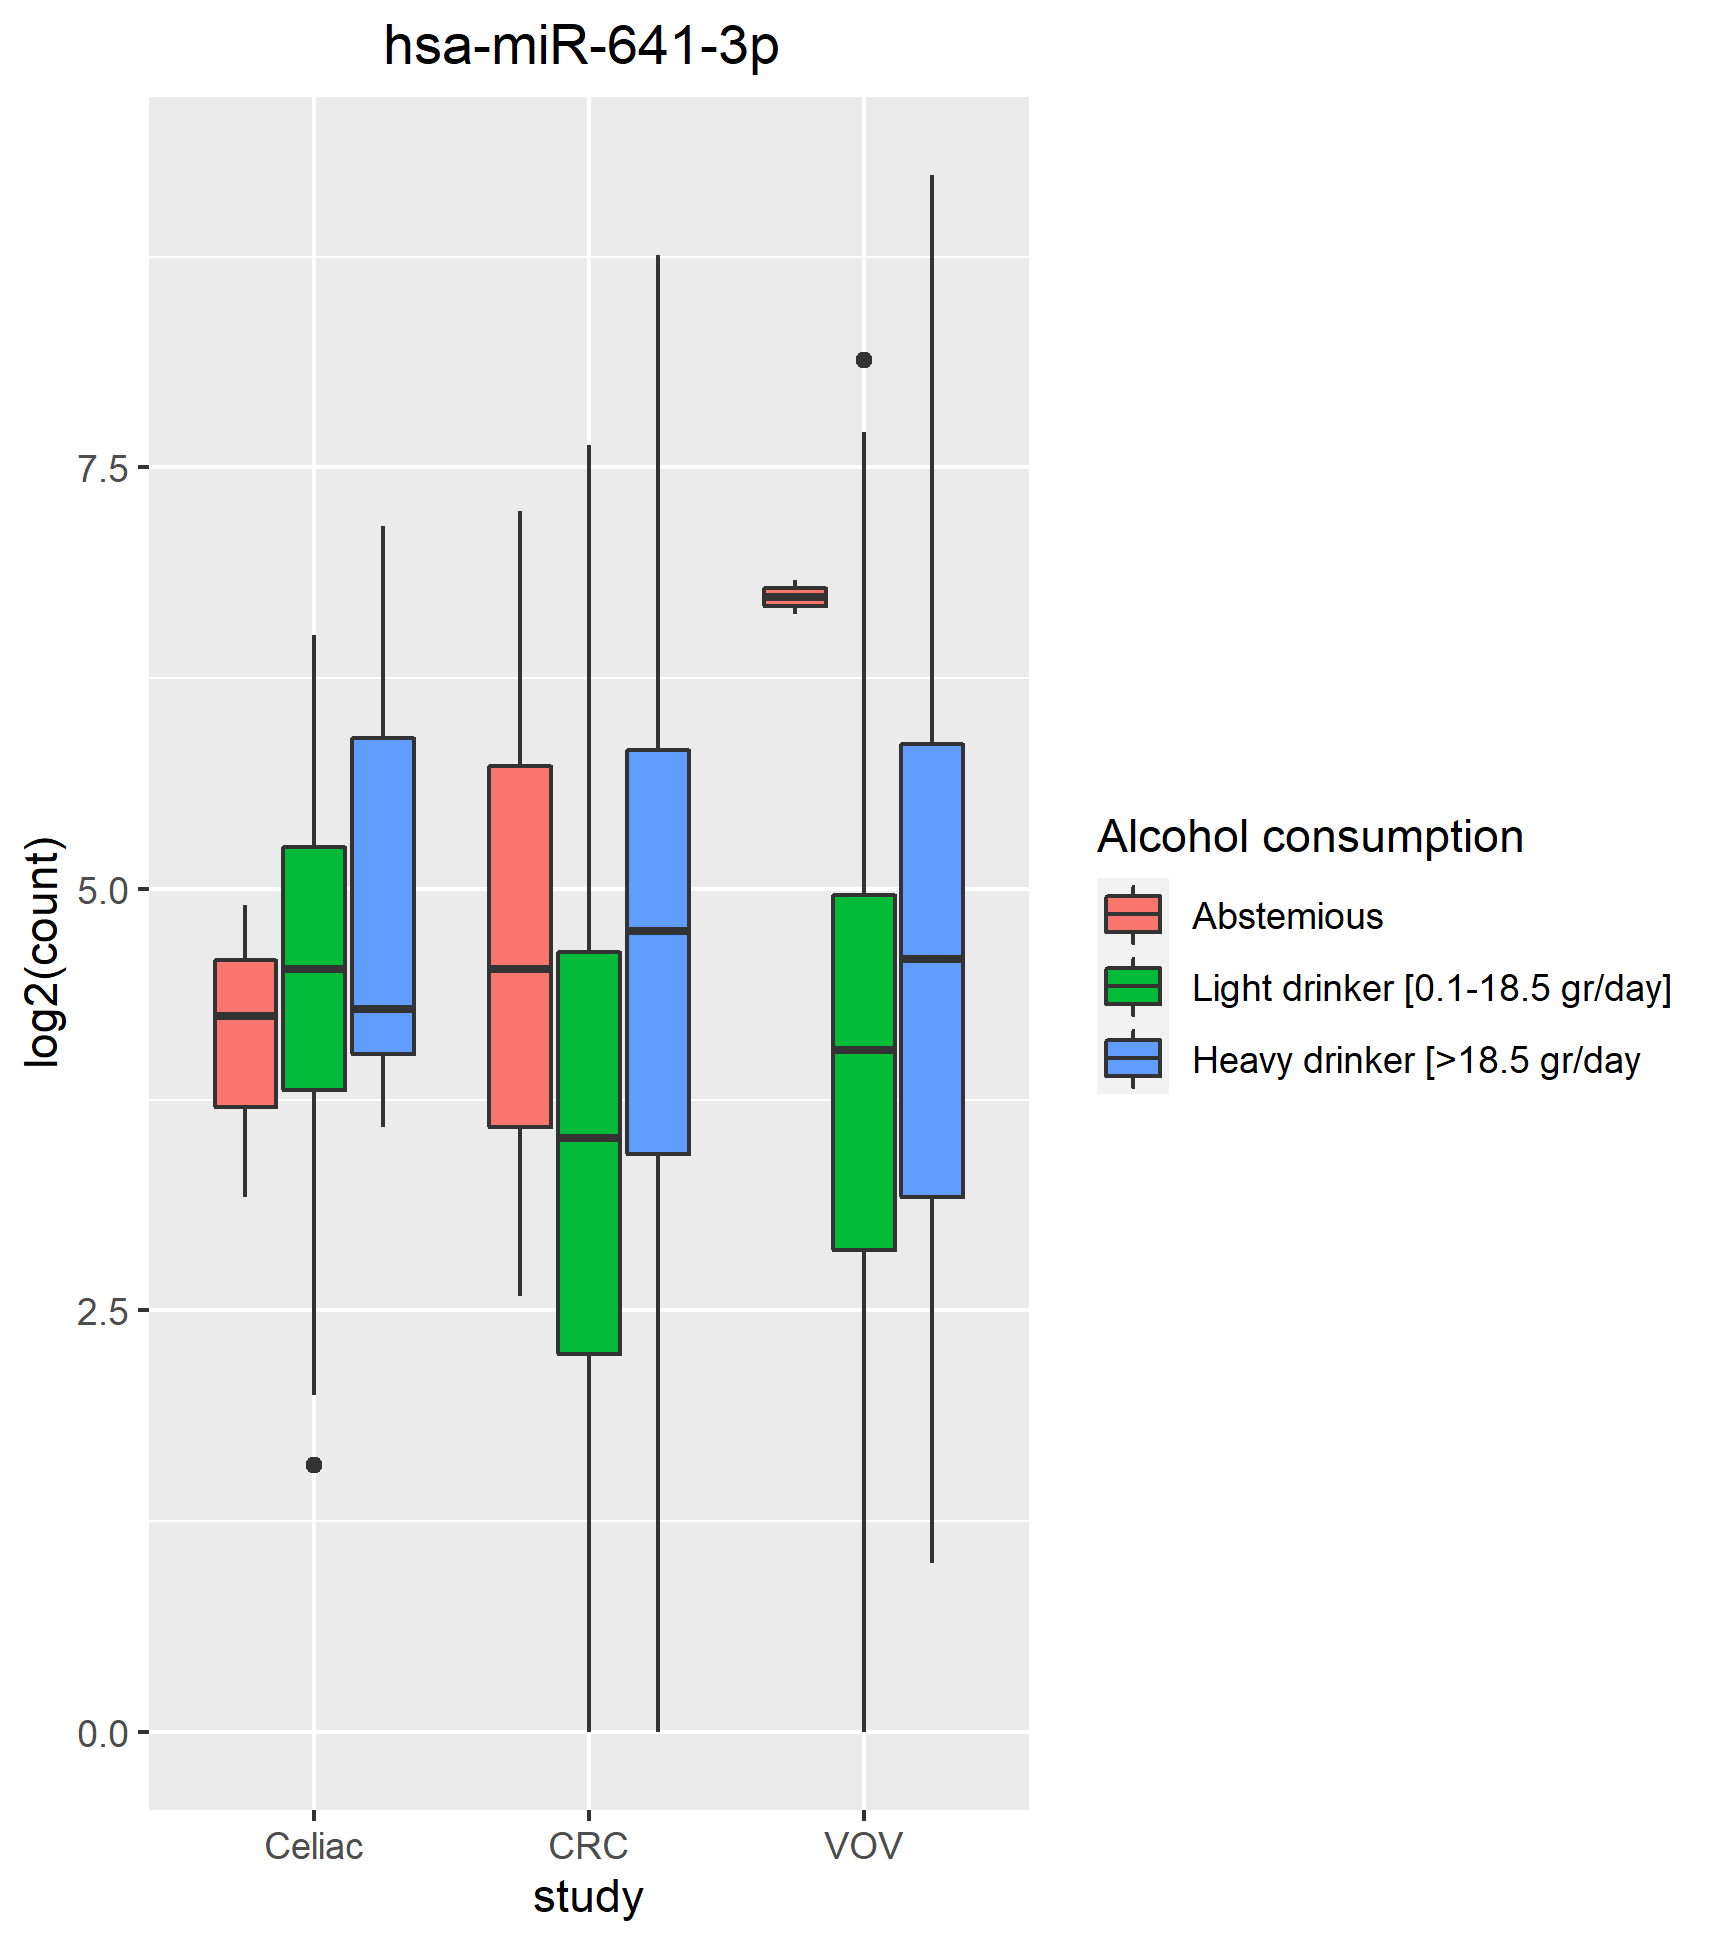 hsa-miR-641-3p
log2(count)
7.5
5.0
2.5
0.0
Celiac
CRC
VOV
study
Alcohol consumption
Abstemious
Light drinker [0.1-18.5 gr/day]
Heavy drinker [>18.5 gr/day